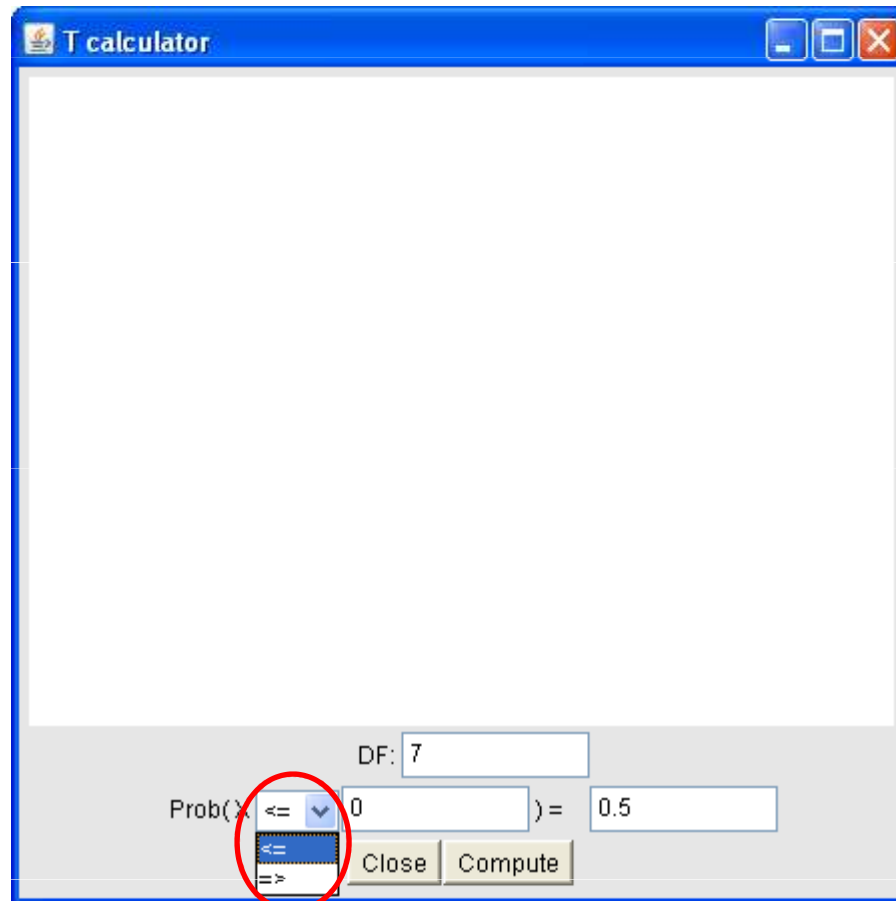 T calculator
DF: 7
Prob( X <= 0 ) = 0.5
<=
=>
Close Compute